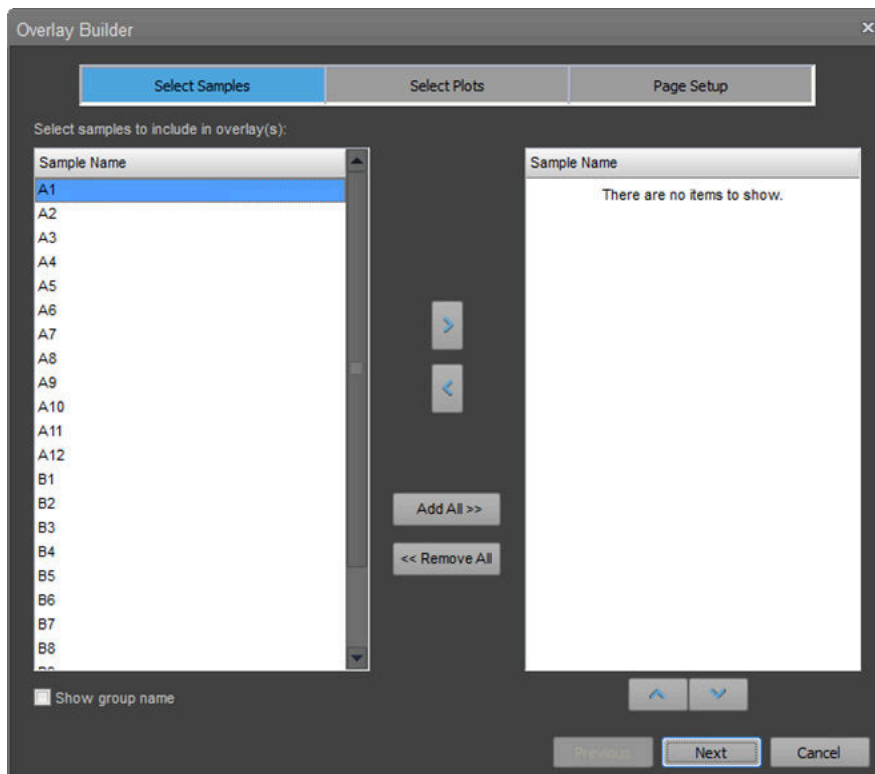 Overlay Builder
Select Samples
Select Plots
Page Setup
Select samples to include in overlay(s):
Sample Name
A1
A2
A3
A4
A5
A6
A7
A8
A9
A10
A11
A12
B1
B2
B3
B4
B5
B6
B7
B8
Show group name
Add All >>
<< Remove All
Sample Name
There are no items to show.
Previous
Next
Cancel